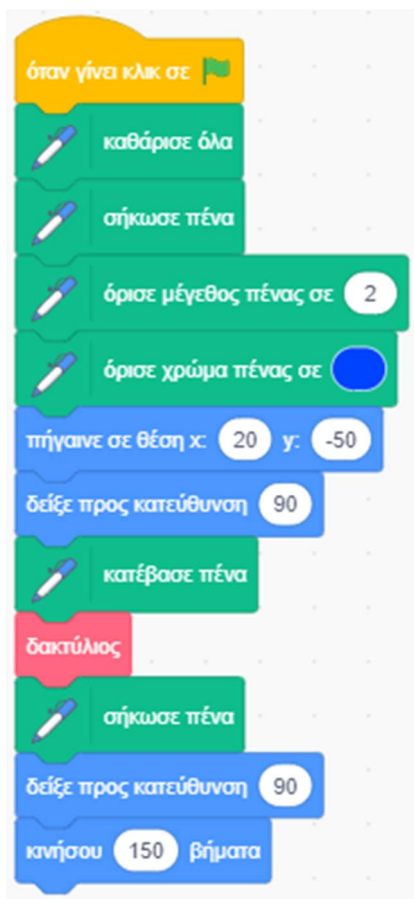 όταν γίνει κλικ σε
καθάρισε όλα
σήκωσε πένα
όρισε μέγεθος πένας σε 2
όρισε χρώμα πένας σε
πήγαινε σε θέση x: 20 y: -50
δείξε προς κατεύθυνση 90
κατέβασε πένα
δακτύλιος
σήκωσε πένα
δείξε προς κατεύθυνση 90
κινήσου 150 βήματα